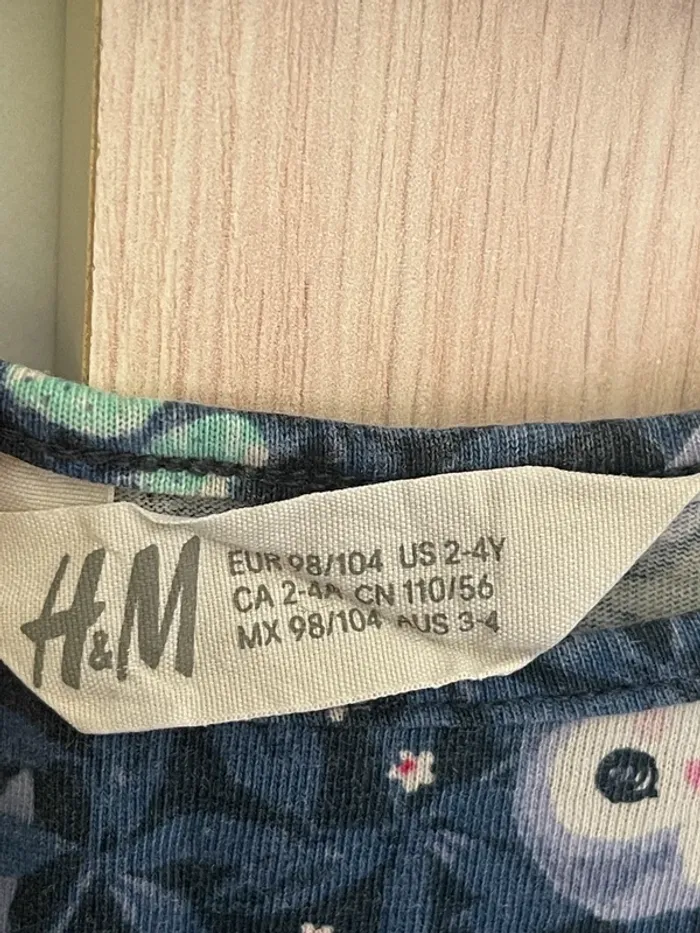 H&M
EUR 98/104 US 2-4Y
CA 2-4A CN 110/56
MX 98/104 AUS 3-4